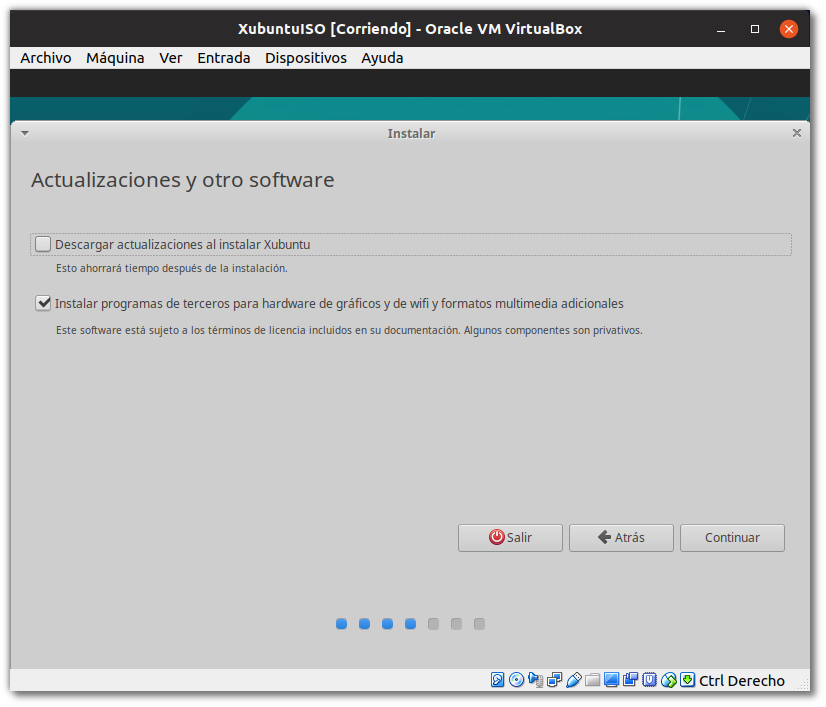 XubuntuISO [Corriendo] - Oracle VM VirtualBox
Archivo Máquina Ver Entrada Dispositivos Ayuda
Instalar
Actualizaciones y otro software
Descargar actualizaciones al instalar Xubuntu
Esto ahorrará tiempo después de la instalación.
Instalar programas de terceros para hardware de gráficos y de wifi y formatos multimedia adicionales
Este software está sujeto a los términos de licencia incluidos en su documentación. Algunos componentes son privativos.
Salir Atrás Continuar
Ctrl Derecho